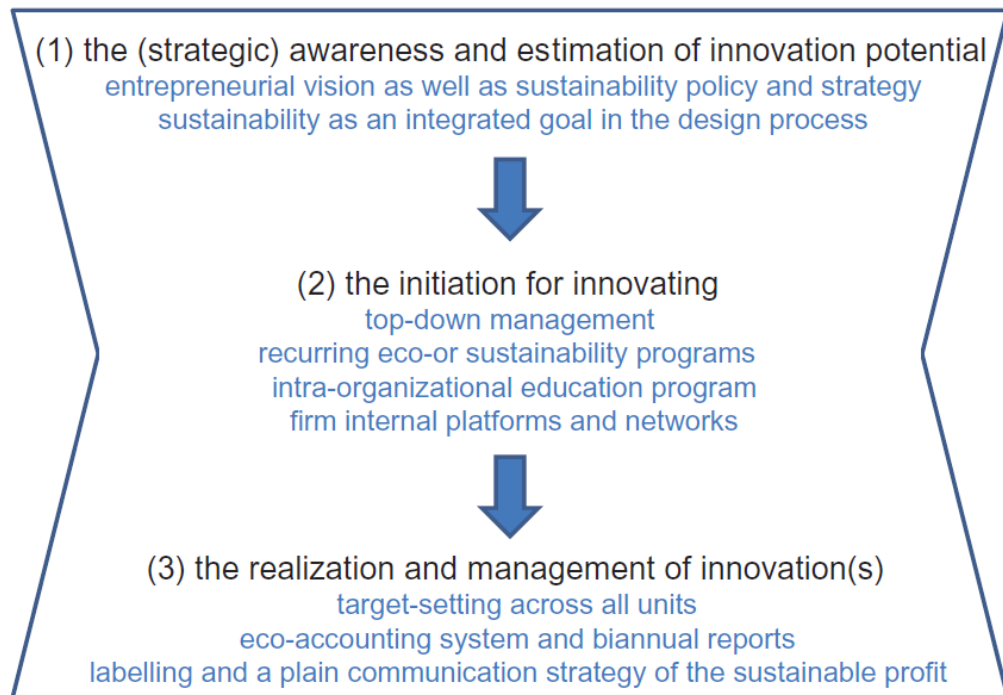 (1) the (strategic) awareness and estimation of innovation potential
entrepreneurial vision as well as sustainability policy and strategy
sustainability as an integrated goal in the design process
(2) the initiation for innovating
top-down management
recurring eco-or sustainability programs
intra-organizational education program
firm internal platforms and networks
(3) the realization and management of innovation(s)
target-setting across all units
eco-accounting system and biannual reports
labelling and a plain communication strategy of the sustainable profit